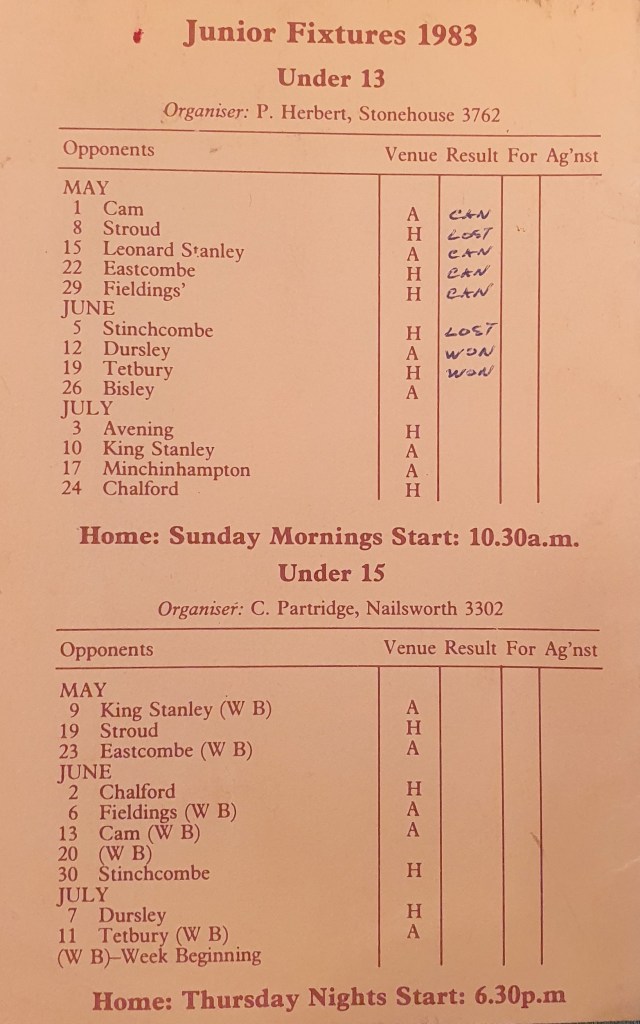 Junior Fixtures 1983
Under 13
Organiser: P. Herbert, Stonehouse 3762
Opponents Venue Result For Ag'nst
MAY
1 Cam A CAN
8 Stroud H LOST
15 Leonard Stanley A CAN
22 Eastcombe H CAN
29 Fieldings' H CAN
JUNE
5 Stinchcombe H LOST
12 Dursley A WON
19 Tetbury H WON
26 Bisley A
JULY
3 Avening H
10 King Stanley A
17 Minchinhampton A
24 Chalford H
Home: Sunday Mornings Start: 10.30a.m.
Under 15
Organiser: C. Partridge, Nailsworth 3302
Opponents Venue Result For Ag'nst
MAY
9 King Stanley (W B) A
19 Stroud H
23 Eastcombe (W B) A
JUNE
2 Chalford H
6 Fieldings (W B) A
13 Cam (W B) A
20 (W B)
30 Stinchcombe H
JULY
7 Dursley H
11 Tetbury (W B) A
(W B)–Week Beginning
Home: Thursday Nights Start: 6.30p.m